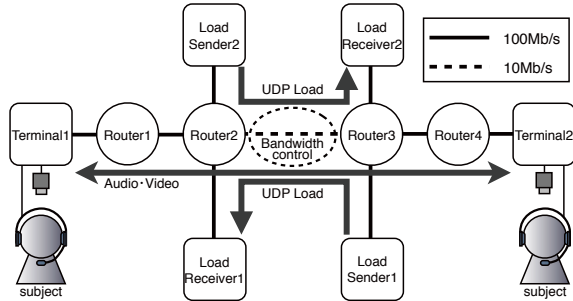 Load
Sender2
Load
Receiver2
100Mb/s
10Mb/s
UDP Load
Terminal1
Router1
Router2
Bandwidth
control
Router3
Router4
Terminal2
Audio･Video
UDP Load
Load
Receiver1
Load
Sender1
subject
subject